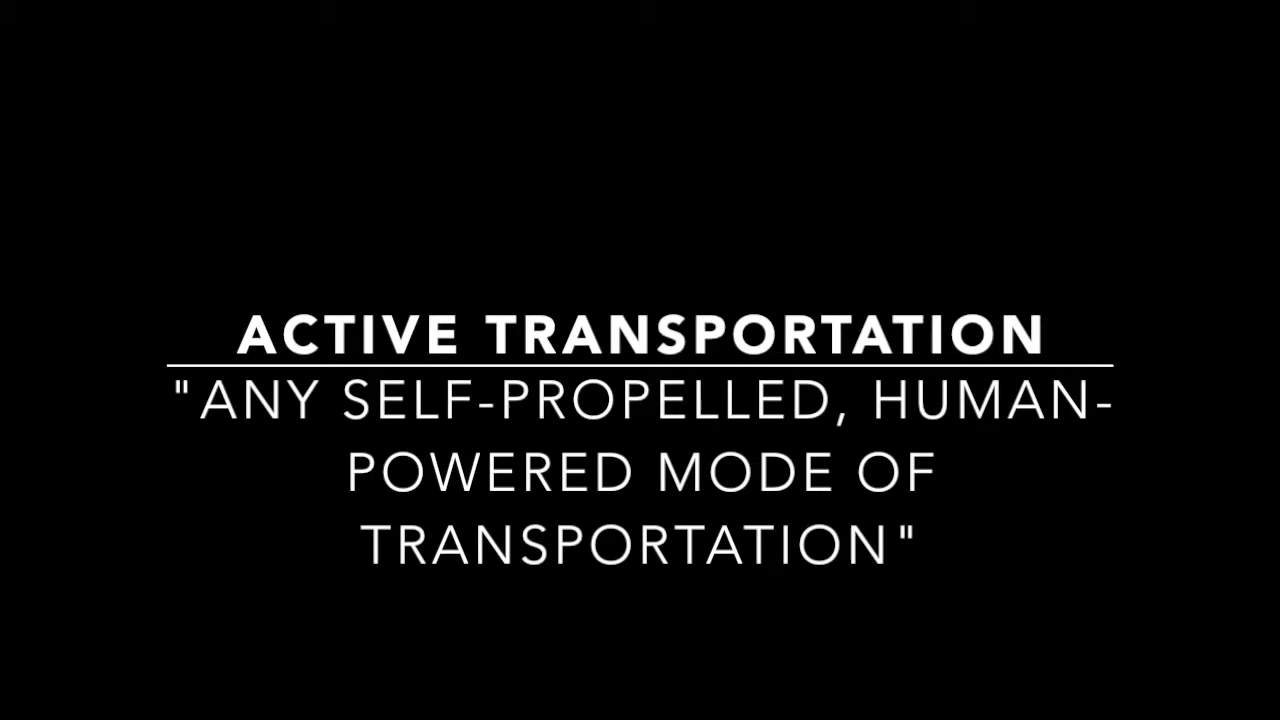 ACTIVE TRANSPORTATION
"ANY SELF-PROPELLED, HUMAN-
POWERED MODE OF
TRANSPORTATION"